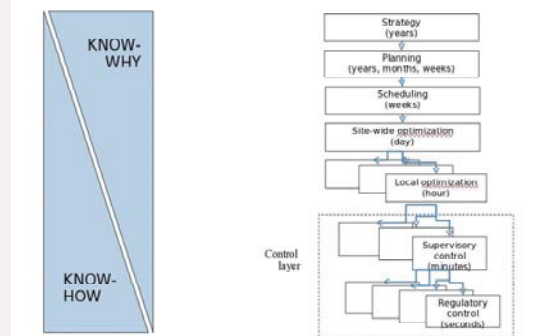 KNOW-
WHY
KNOW-
HOW
Strategy
(years)
Planning
(years, months, weeks)
Scheduling
(weeks)
Site-wide optimization
(day)
Local optimization
(hour)
Control
layer
Supervisory
control
(minutes)
Regulatory
control
(seconds)